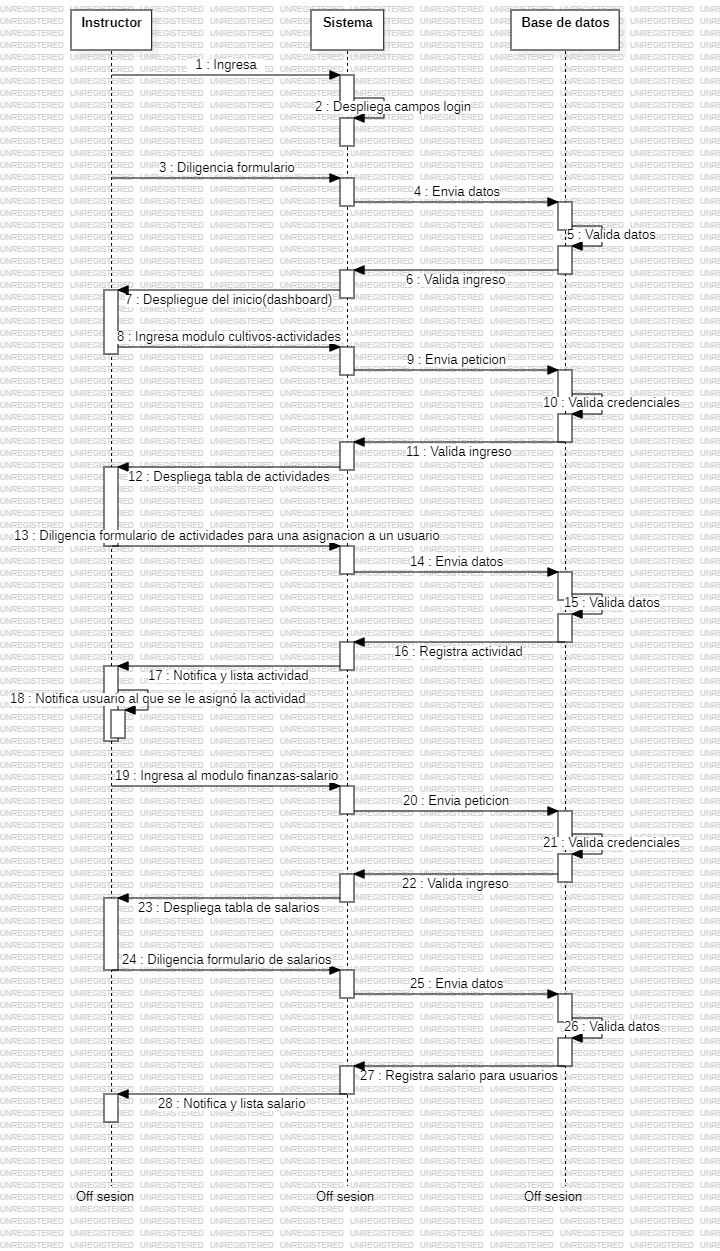 Instructor
Sistema
Base de datos
1 : Ingresa
2 : Despliega campos login
3 : Diligencia formulario
4 : Envia datos
5 : Valida datos
6 : Valida ingreso
7 : Despliegue del inicio(dashboard)
8 : Ingresa modulo cultivos-actividades
9 : Envia peticion
10 : Valida credenciales
11 : Valida ingreso
12 : Despliega tabla de actividades
13 : Diligencia formulario de actividades para una asignacion a un usuario
14 : Envia datos
15 : Valida datos
16 : Registra actividad
17 : Notifica y lista actividad
18 : Notifica usuario al que se le asignó la actividad
19 : Ingresa al modulo finanzas-salario
20 : Envia peticion
21 : Valida credenciales
22 : Valida ingreso
23 : Despliega tabla de salarios
24 : Diligencia formulario de salarios
25 : Envia datos
26 : Valida datos
27 : Registra salario para usuarios
28 : Notifica y lista salario
Off sesion
Off sesion
Off sesion
UNREGISTERED